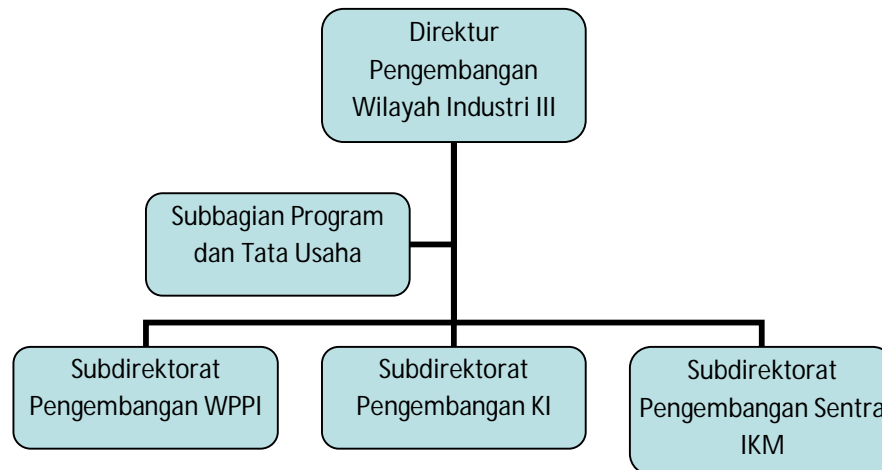 Direktur
Pengembangan
Wilayah Industri III
Subbagian Program
dan Tata Usaha
Subdirektorat
Pengembangan WPPI
Subdirektorat
Pengembangan KI
Subdirektorat
Pengembangan Sentra
IKM